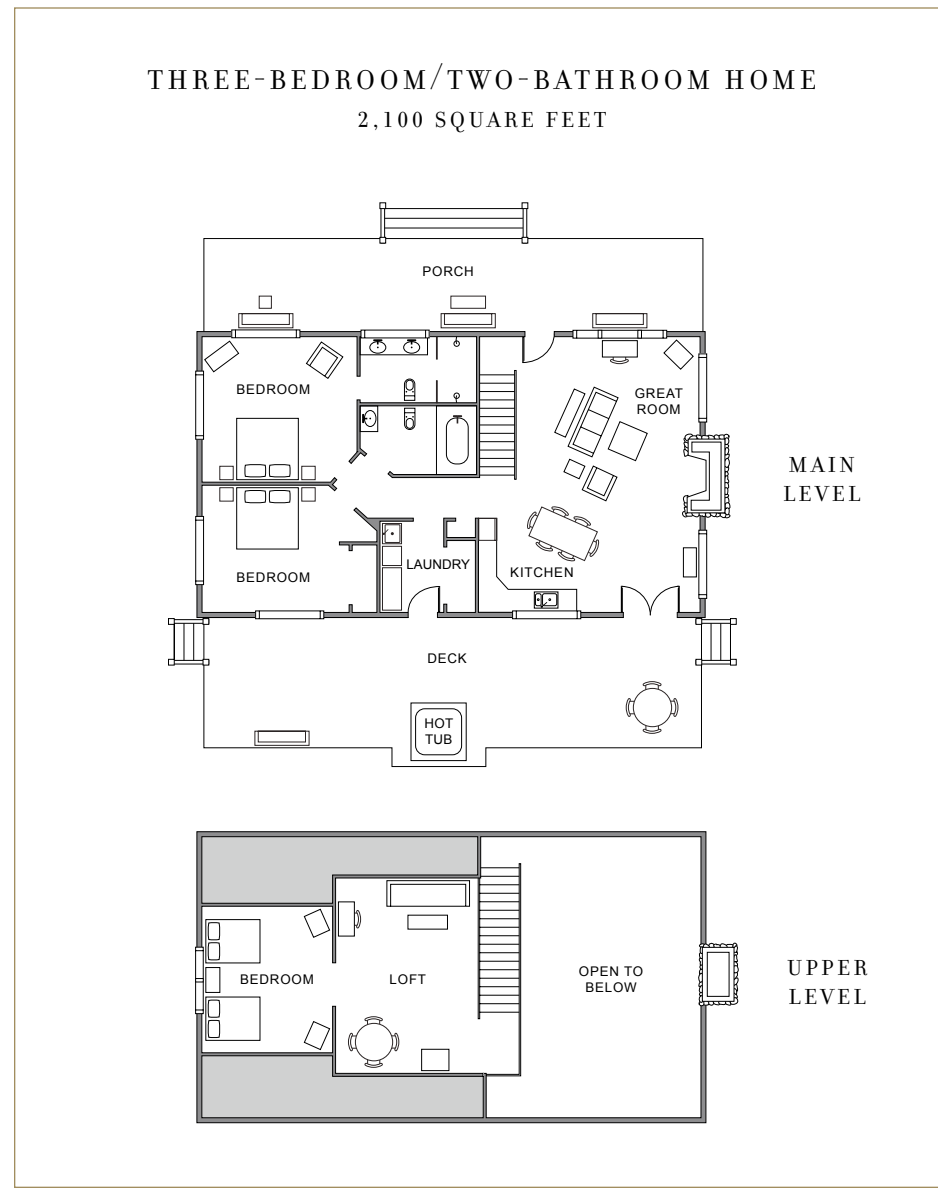 THREE-BEDROOM/TWO-BATHROOM HOME
2,100 SQUARE FEET
PORCH
BEDROOM
GREAT
ROOM
MAIN
LEVEL
BEDROOM
LAUNDRY
KITCHEN
DECK
HOT
TUB
BEDROOM
LOFT
OPEN TO
BELOW
UPPER
LEVEL